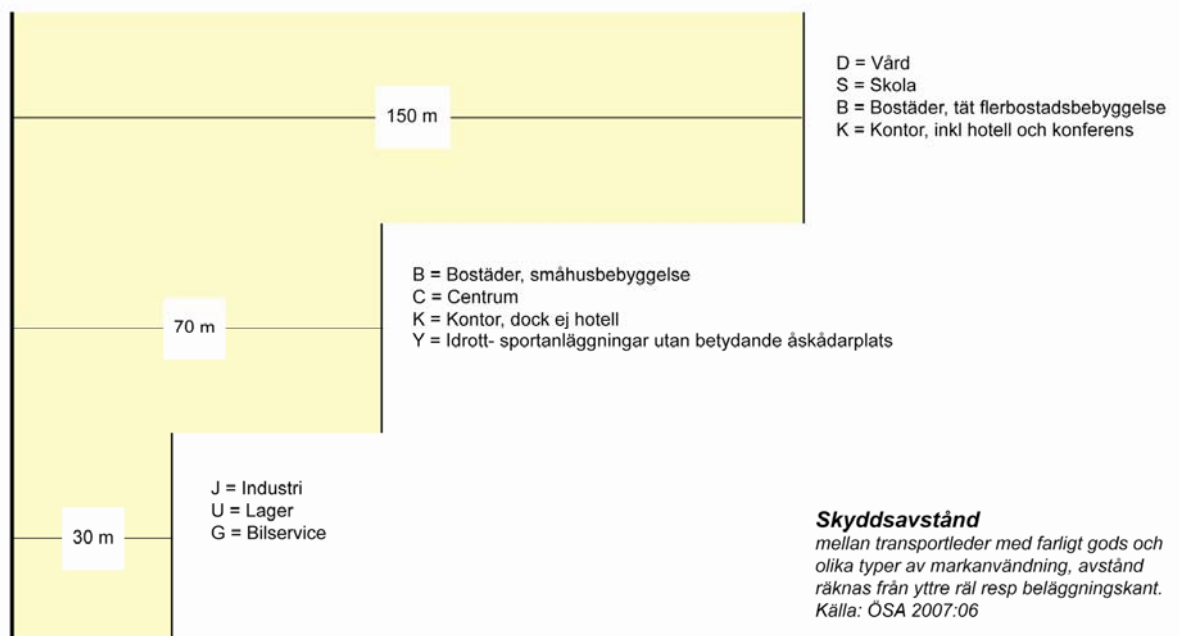 150 m
D = Vård
S = Skola
B = Bostäder, tät flerbostadsbebyggelse
K = Kontor, inkl hotell och konferens
70 m
B = Bostäder, småhusbebyggelse
C = Centrum
K = Kontor, dock ej hotell
Y = Idrott- sportanläggningar utan betydande åskådarplats
30 m
J = Industri
U = Lager
G = Bilservice
Skyddsavstånd
mellan transportleder med farligt gods och
olika typer av markanvändning, avstånd
räknas från yttre räl resp beläggningskant.
Källa: ÖSA 2007:06